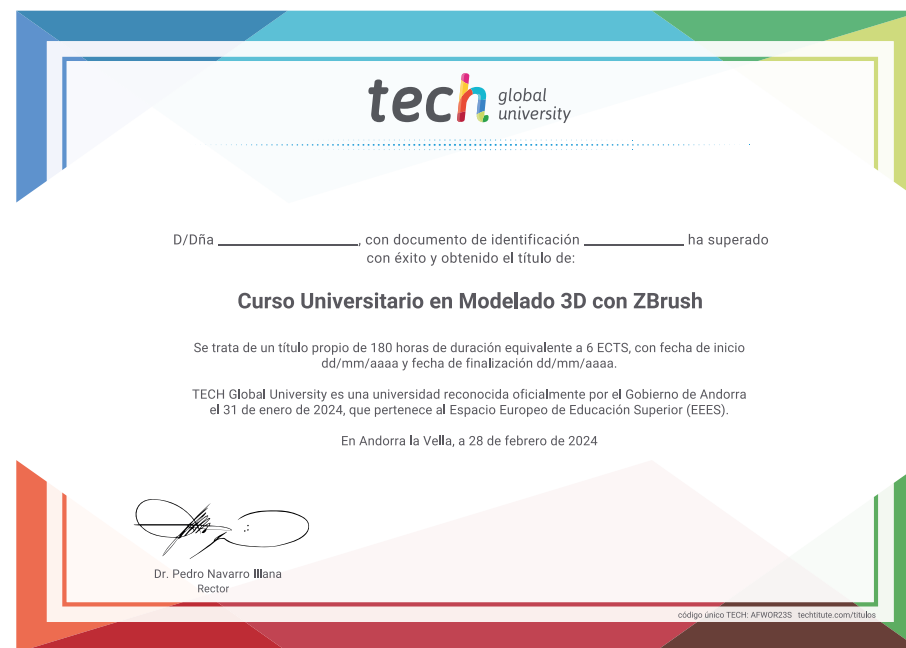 tech global
university
D/Dña ____________________, con documento de identificación ______________ ha superado
con éxito y obtenido el título de:
Curso Universitario en Modelado 3D con ZBrush
Se trata de un título propio de 180 horas de duración equivalente a 6 ECTS, con fecha de inicio
dd/mm/aaaa y fecha de finalización dd/mm/aaaa.
TECH Global University es una universidad reconocida oficialmente por el Gobierno de Andorra
el 31 de enero de 2024, que pertenece al Espacio Europeo de Educación Superior (EEES).
En Andorra la Vella, a 28 de febrero de 2024
Dr. Pedro Navarro Illana
Rector
código único TECH: AFWOR23S techtitute.com/titulos